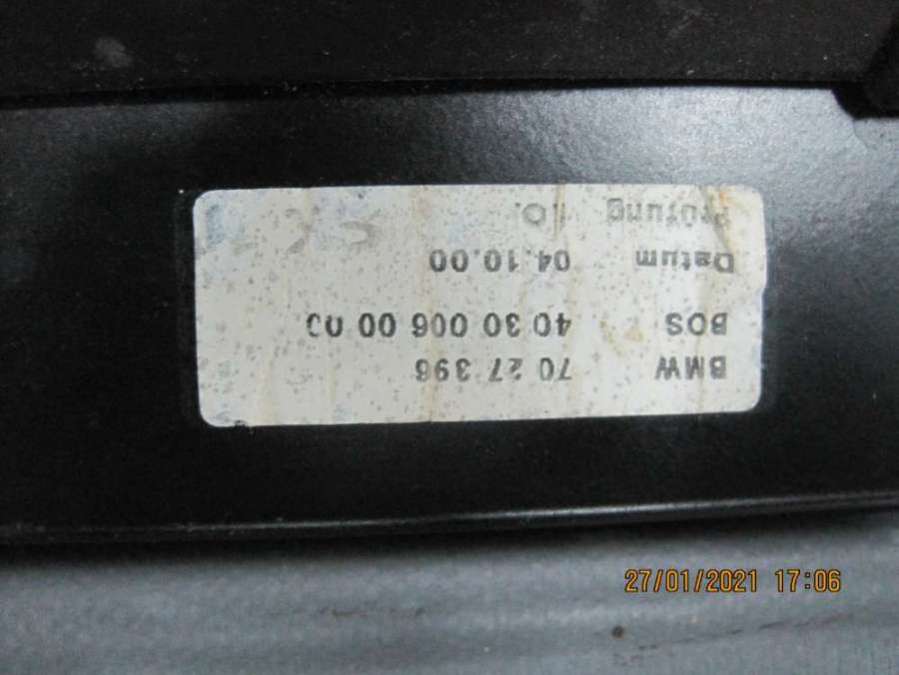 BMW 70 27 396
BOS 40 30 006 00 00
Datum 04.10.00
Prüfung I.O.
27/01/2021 17:06